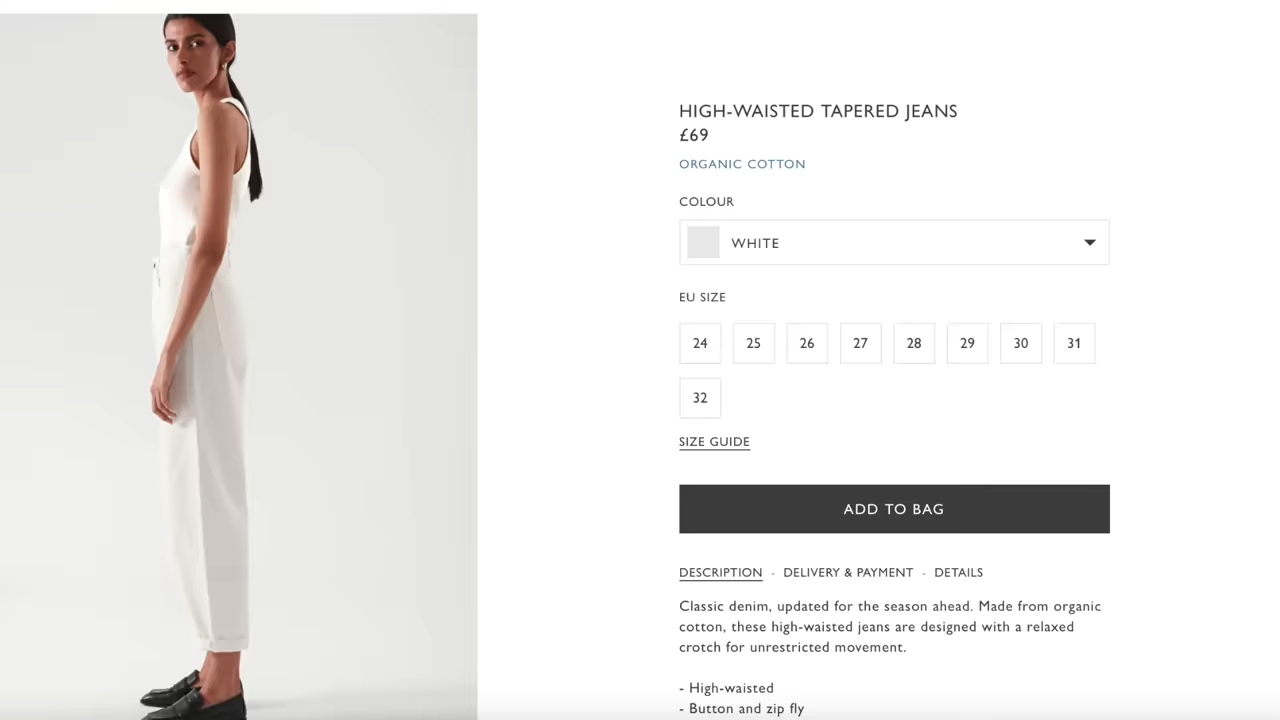 HIGH-WAISTED TAPERED JEANS
£69
ORGANIC COTTON
COLOUR
WHITE
EU SIZE
24 25 26 27 28 29 30 31
32
SIZE GUIDE
ADD TO BAG
DESCRIPTION - DELIVERY & PAYMENT - DETAILS
Classic denim, updated for the season ahead. Made from organic
cotton, these high-waisted jeans are designed with a relaxed
crotch for unrestricted movement.
- High-waisted
- Button and zip fly